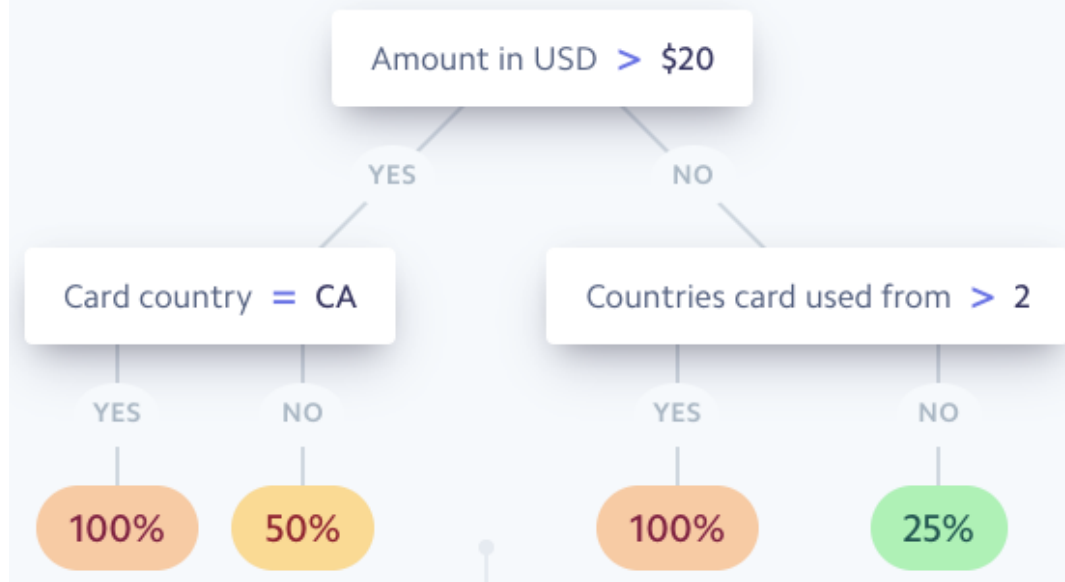 Amount in USD > $20
YES
NO
Card country = CA
Countries card used from > 2
YES
NO
YES
NO
100%
50%
100%
25%